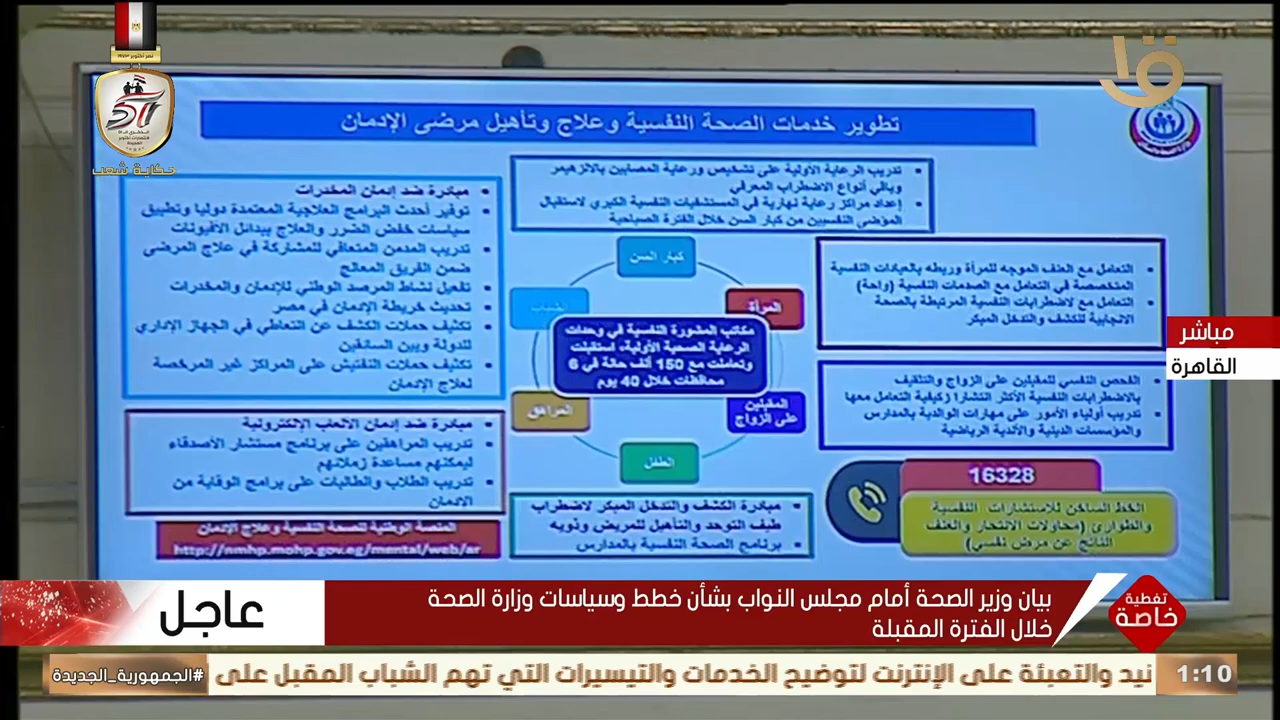 نصر أكتوبر ٢٠٢٣
57
حكاية شعب
تطوير خدمات الصحة النفسية وعلاج وتأهيل مرضى الإدمان
تدريب الرعاية الأولية على تشخيص ورعاية المصابين بالالزهيمر
وباقي أنواع الاضطراب المعرفي
إعداد مراكز رعاية نهارية في المستشفيات النفسية الكبري لاستقبال
المرضى النفسيين من كبار السن خلال الفترة الصباحية
مبادرة ضد إدمان المخدرات
توفير أحدث البرامج العلاجية المعتمدة دوليا وتطبيق
سياسات خفض الضرر والعلاج ببدائل الافيونات
تدريب المدمن المتعافي للمشاركة في علاج المرضى
ضمن الفريق المعالج
تفعيل نشاط المرصد الوطني للإدمان والمخدرات
تحديث خريطة الإدمان في مصر
تكثيف حملات الكشف عن التعاطي في الجهاز الإداري
للدولة وبين السائقين
تكثيف حملات التفتيش على المراكز غير المرخصة
لعلاج الإدمان
كبار السن
المرأة
الشباب
مكاتب المشورة النفسية في وحدات
الرعاية الصحية الأولية، استقبلت
وتعاملت مع 150 ألف حالة في 6
محافظات خلال 40 يوم
المقبلين
على الزواج
المراهق
الطفل
التعامل مع العنف الموجه للمرأة وربطه بالعيادات النفسية
المتخصصة في التعامل مع الصدمات النفسية (واحة)
التعامل مع لاضطرابات النفسية المرتبطة بالصحة
الانجابية للكشف والتدخل المبكر
الفحص النفسي للمقبلين على الزواج والتثقيف
بالاضطرابات النفسية الأكثر انتشارا وكيفية التعامل معها
تدريب أولياء الأمور على مهارات الوالدية بالمدارس
والمؤسسات الدينية والأندية الرياضية
مبادرة ضد إدمان الالعاب الإلكترونية
تدريب المراهقين على برنامج مستشار الأصدقاء
ليمكنهم مساعدة زملائهم
تدريب الطلاب والطالبات على برامج الوقاية من
الادمان
المنصة الوطنية للصحة النفسية وعلاج الإدمان
http://nmhp.mohp.gov.eg/mental/web/ar
مبادرة الكشف والتدخل المبكر لاضطراب
طيف التوحد والتأهيل للمريض وذويه
برنامج الصحة النفسية بالمدارس
16328
الخط الساخن للاستشارات النفسية
والطوارئ (محاولات الانتحار والعنف
الناتج عن مرض نفسي)
مباشر
القاهرة
عاجل
بيان وزير الصحة أمام مجلس النواب بشأن خطط وسياسات وزارة الصحة
خلال الفترة المقبلة
تغطية
خاصة
#الجمهورية_الجديدة
نيد والتعبئة على الإنترنت لتوضيح الخدمات والتيسيرات التي تهم الشباب المقبل على
1:10